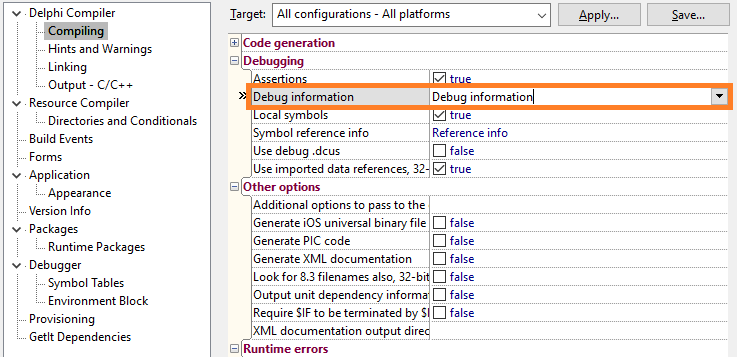 Delphi Compiler
Compiling
Hints and Warnings
Linking
Output - C/C++
Resource Compiler
Directories and Conditionals
Build Events
Forms
Application
Appearance
Version Info
Packages
Runtime Packages
Debugger
Symbol Tables
Environment Block
Provisioning
GetIt Dependencies
Target: All configurations - All platforms Apply... Save...
Code generation
Debugging
Assertions true
Debug information Debug information
Local symbols true
Symbol reference info Reference info
Use debug .dcus false
Use imported data references, 32- true
Other options
Additional options to pass to the
Generate iOS universal binary file false
Generate PIC code false
Generate XML documentation false
Look for 8.3 filenames also, 32-bit false
Output unit dependency informa false
Require $IF to be terminated by $ false
XML documentation output direc
Runtime errors